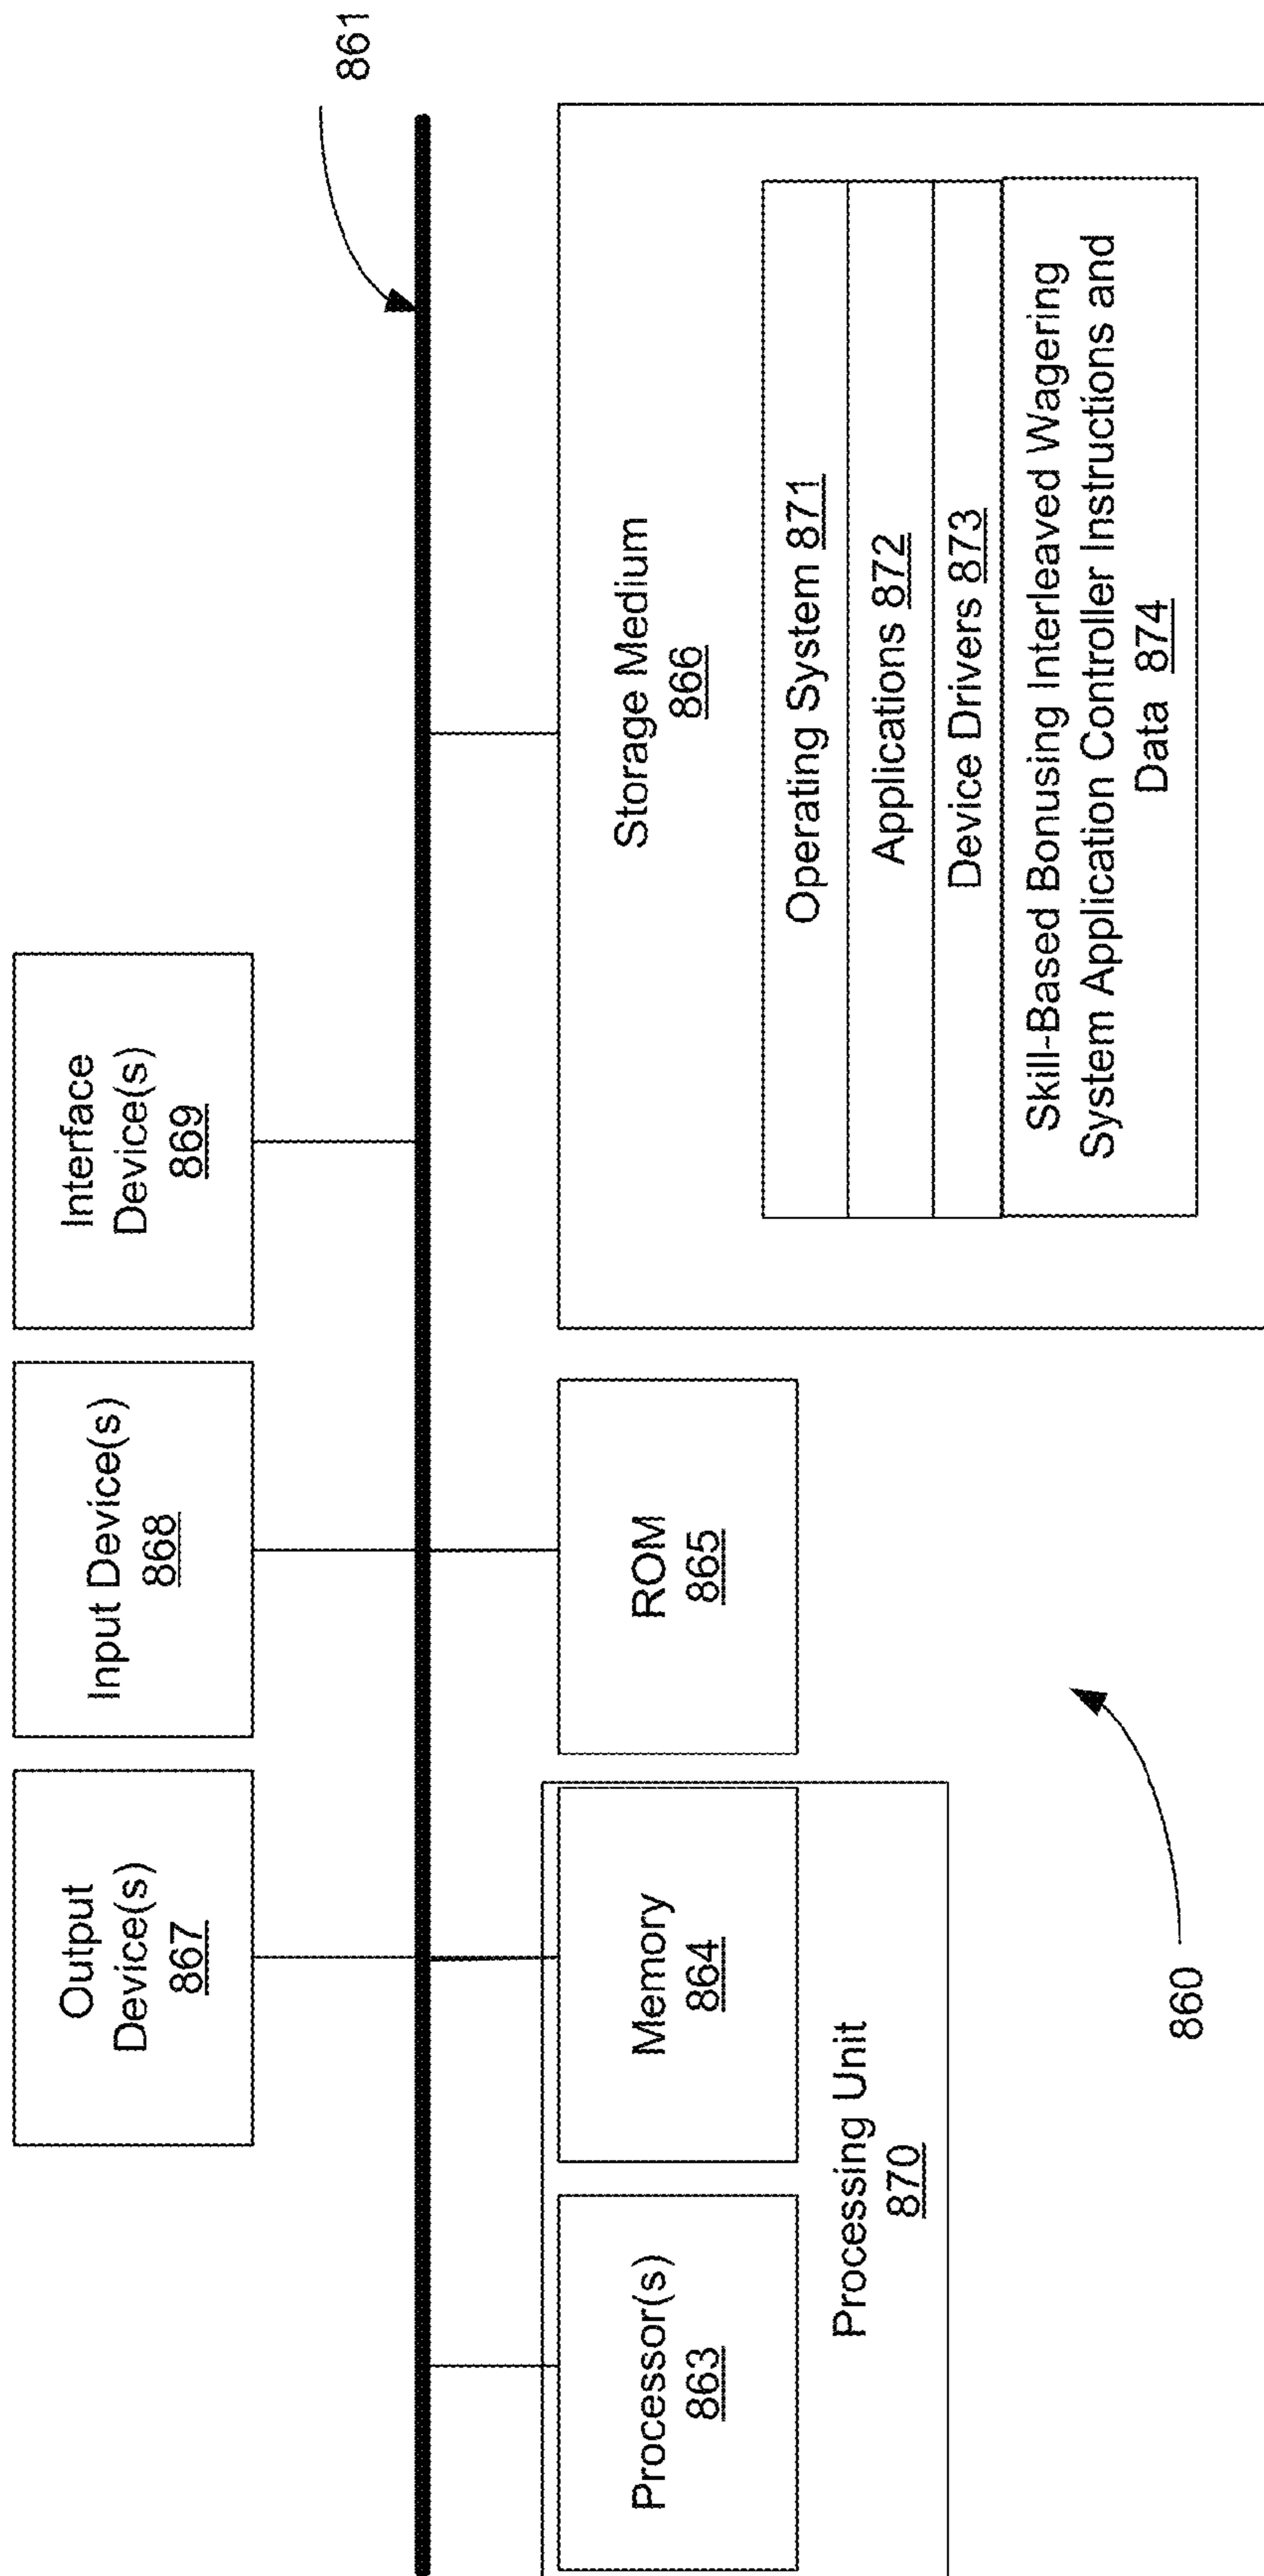 861
Output
Device(s)
867
Input Device(s)
868
Interface
Device(s)
869
Processor(s)
863
Memory
864
Processing Unit
870
ROM
865
Storage Medium
866
Operating System 871
Applications 872
Device Drivers 873
Skill-Based Bonusing Interleaved Wagering
System Application Controller Instructions and
Data 874
860